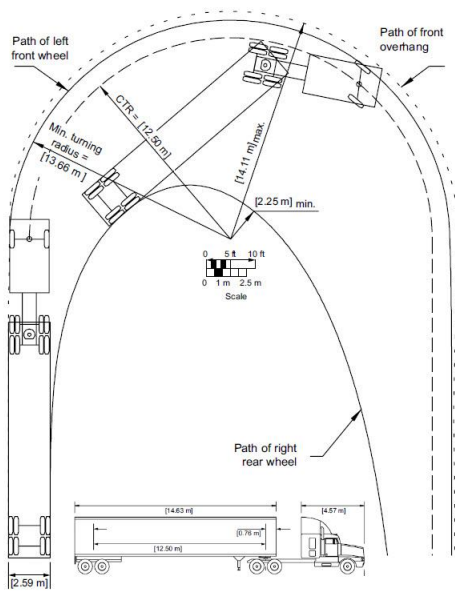 Path of left
front wheel
Path of front
overhang
CTR = [12.50 m]
Min. turning
radius =
[13.66 m ]
[14.11 m]max.
[2.25 m] min.
0 5 ft 10 ft
0 1 m 2.5 m
Scale
Path of right
rear wheel
[14.63 m]
[4.57 m]
[0.76 m]
[12.50 m]
[2.59 m]